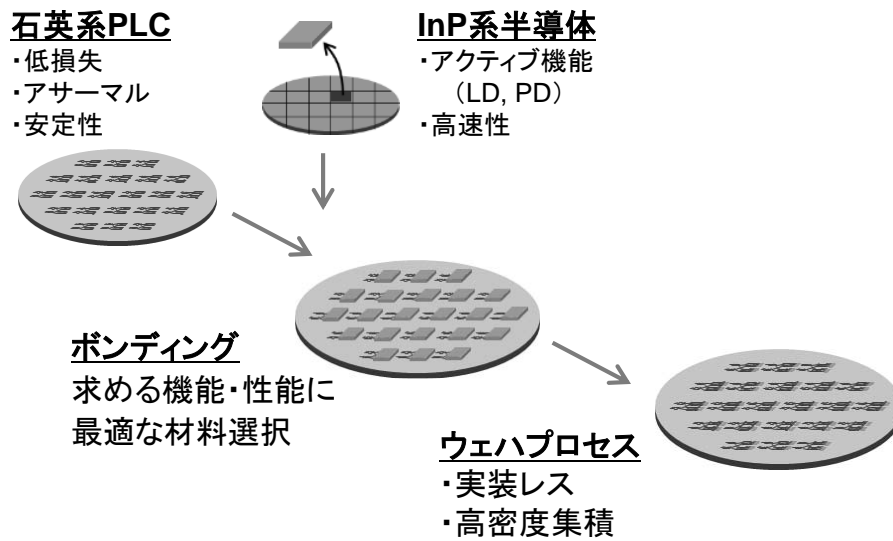 石英系PLC
・低損失
・アサーマル
・安定性
InP系半導体
・アクティブ機能
（LD, PD）
・高速性
ボンディング
求める機能・性能に
最適な材料選択
ウェハプロセス
・実装レス
・高密度集積